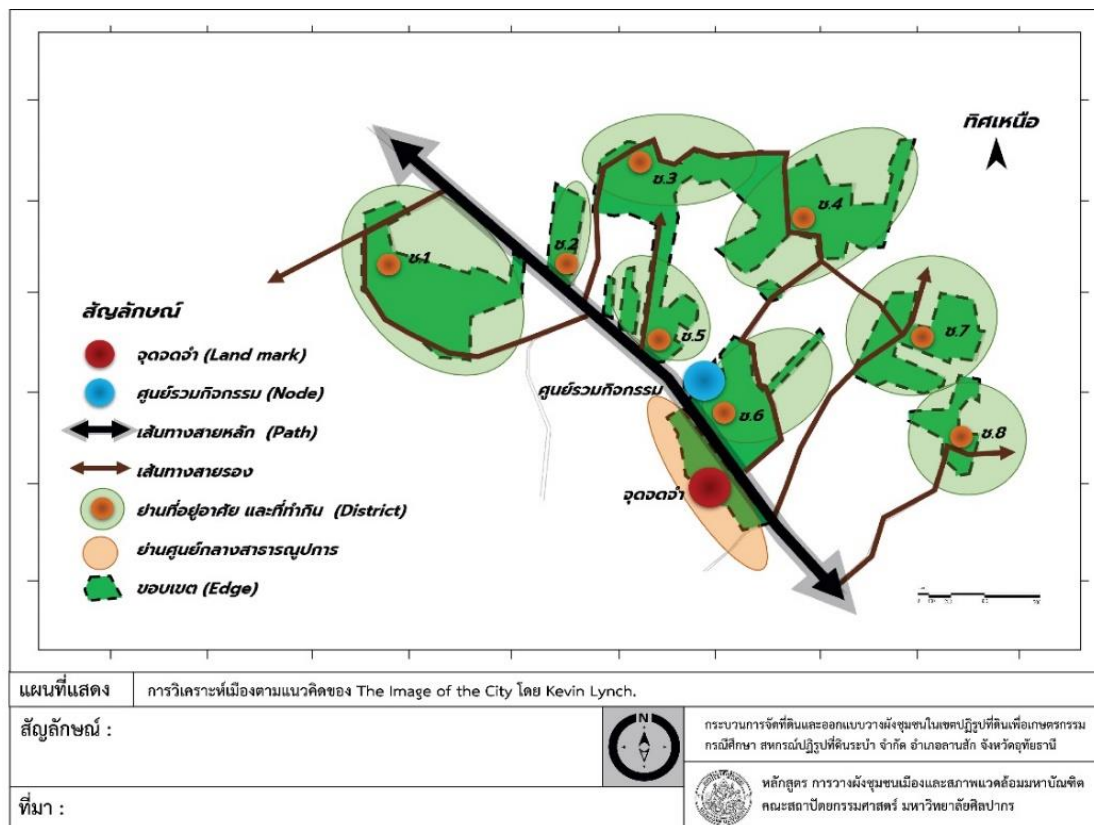 ทิศเหนือ
ซ.3
ซ.4
ซ.2
ซ.1
สัญลักษณ์
ซ.5
ซ.7
จุดจดจำ (Land mark)
ศูนย์รวมกิจกรรม (Node)
ศูนย์รวมกิจกรรม
ซ.6
เส้นทางสายหลัก (Path)
ซ.8
เส้นทางสายรอง
จุดจดจำ
ย่านที่อยู่อาศัย และที่ทำกิน (District)
ย่านศูนย์กลางสาธารณูปการ
ขอบเขต (Edge)
แผนที่แสดง การวิเคราะห์เมืองตามแนวคิดของ The Image of the City โดย Kevin Lynch.
สัญลักษณ์ :
N
กระบวนการจัดที่ดินและออกแบบวางผังชุมชนในเขตปฏิรูปที่ดินเพื่อเกษตรกรรม
กรณีศึกษา สหกรณ์ปฏิรูปที่ดินระบำ จำกัด อำเภอลานสัก จังหวัดอุทัยธานี
ที่มา :
หลักสูตร การวางผังชุมชนเมืองและสภาพแวดล้อมมหาบัณฑิต
คณะสถาปัตยกรรมศาสตร์ มหาวิทยาลัยศิลปากร